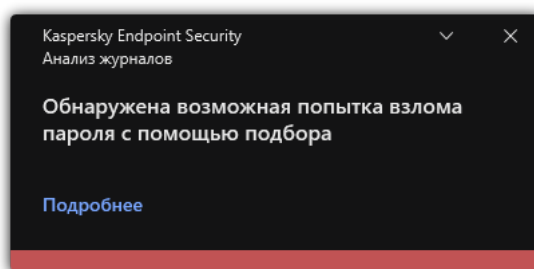 Kaspersky Endpoint Security
Анализ журналов
Обнаружена возможная попытка взлома
пароля с помощью подбора
Подробнее